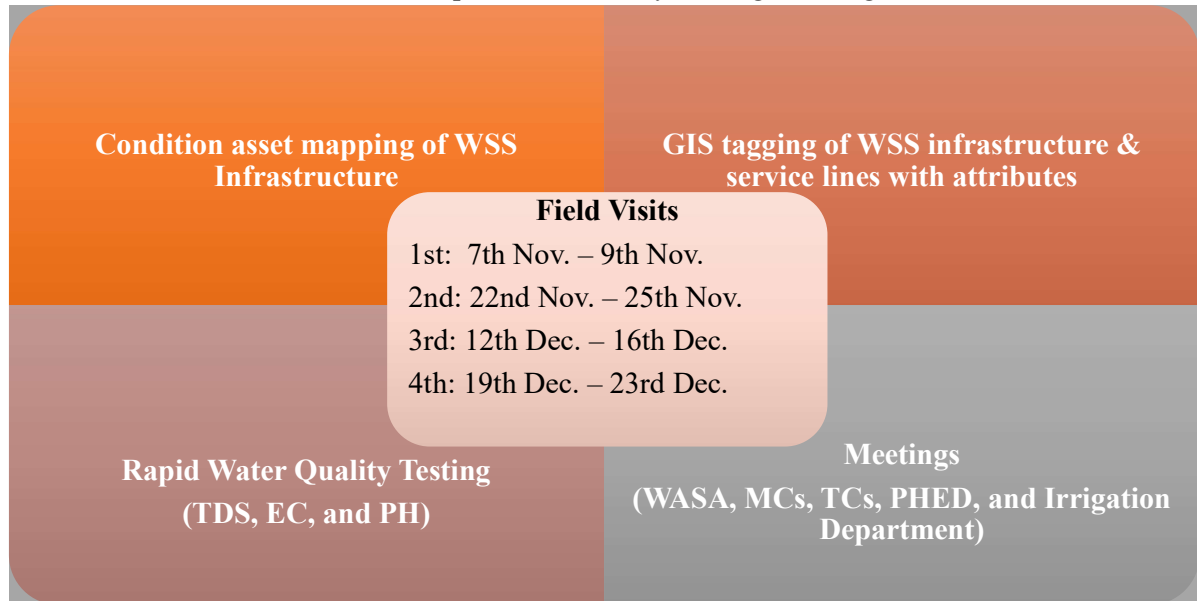 Condition asset mapping of WSS
Infrastructure
GIS tagging of WSS infrastructure &
service lines with attributes
Field Visits
1st: 7th Nov. – 9th Nov.
2nd: 22nd Nov. – 25th Nov.
3rd: 12th Dec. – 16th Dec.
4th: 19th Dec. – 23rd Dec.
Rapid Water Quality Testing
(TDS, EC, and PH)
Meetings
(WASA, MCs, TCs, PHED, and Irrigation
Department)